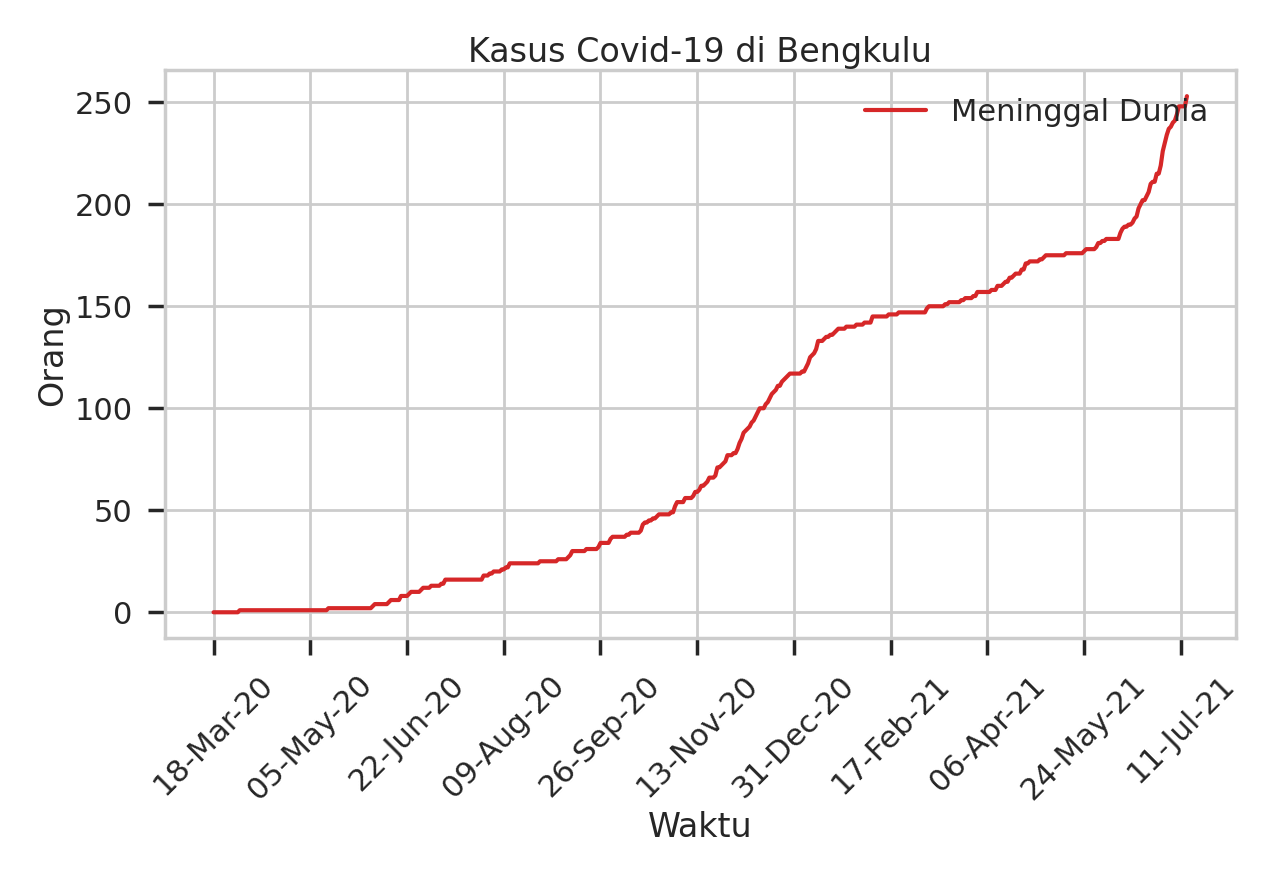 Kasus Covid-19 di Bengkulu
Meninggal Dunia
Orang
250
200
150
100
50
0
18-Mar-20
05-May-20
22-Jun-20
09-Aug-20
26-Sep-20
13-Nov-20
31-Dec-20
17-Feb-21
06-Apr-21
24-May-21
11-Jul-21
Waktu